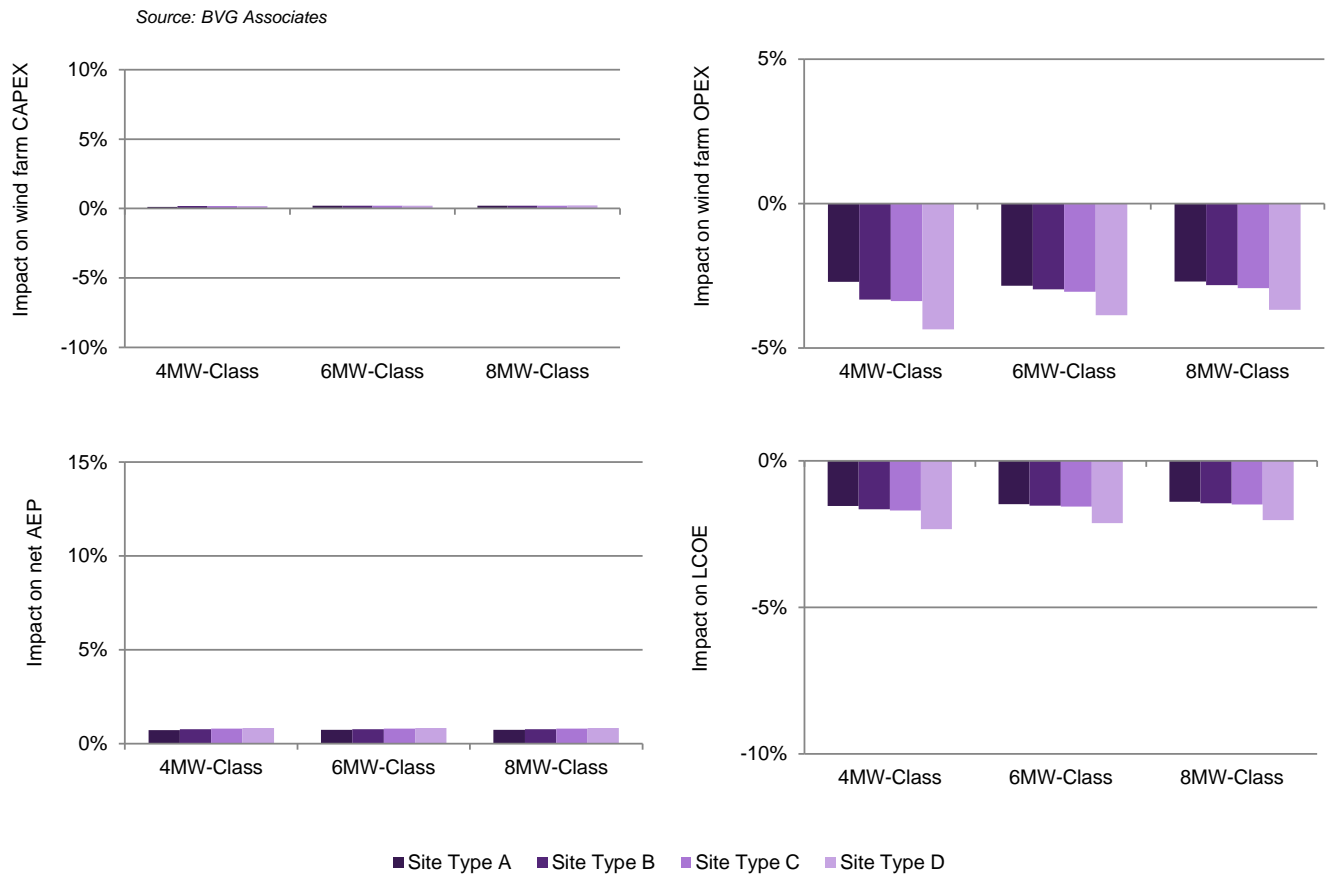 Source: BVG Associates
Impact on wind farm CAPEX
10%
5%
0%
-5%
-10%
4MW-Class 6MW-Class 8MW-Class
Impact on wind farm OPEX
5%
0%
-5%
4MW-Class 6MW-Class 8MW-Class
Impact on net AEP
15%
10%
5%
0%
4MW-Class 6MW-Class 8MW-Class
Impact on LCOE
0%
-5%
-10%
4MW-Class 6MW-Class 8MW-Class
Site Type A Site Type B Site Type C Site Type D